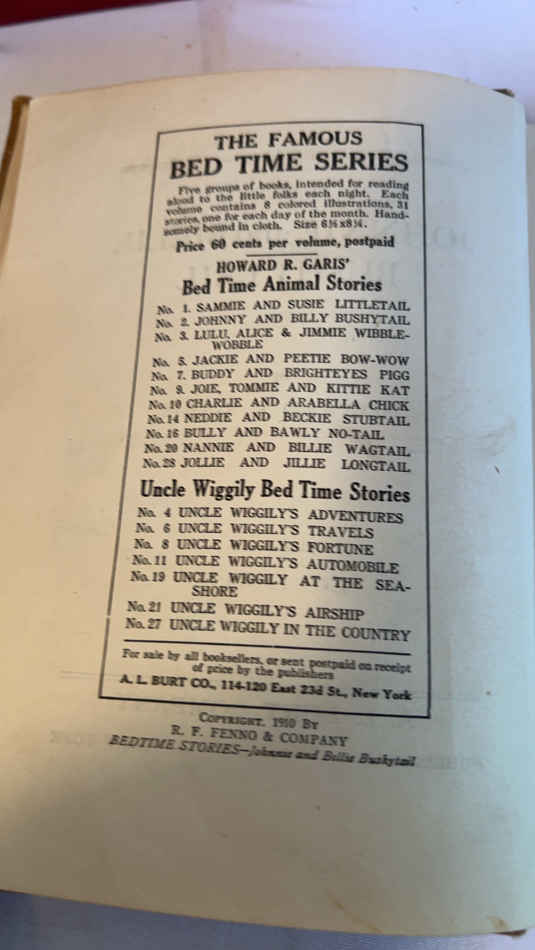 THE FAMOUS
BED TIME SERIES
Five groups of books, intended for reading
aloud to the little folks each night. Each
volume contains 8 colored illustrations, 31
stories, one for each day of the month. Hand-
somely bound in cloth. Size 6½x8¼.
Price 60 cents per volume, postpaid
HOWARD R. GARIS'
Bed Time Animal Stories
No. 1. SAMMIE AND SUSIE LITTLETAIL
No. 2. JOHNNY AND BILLY BUSHYTAIL
No. 3. LULU, ALICE & JIMMIE WIBBLE-
WOBBLE
No. 5. JACKIE AND PEETIE BOW-WOW
No. 7. BUDDY AND BRIGHTEYES PIGG
No. 9. JOIE, TOMMIE AND KITTIE KAT
No. 10 CHARLIE AND ARABELLA CHICK
No. 14 NEDDIE AND BECKIE STUBTAIL
No. 16 BULLY AND BAWLY NO-TAIL
No. 20 NANNIE AND BILLIE WAGTAIL
No. 28 JOLLIE AND JILLIE LONGTAIL
Uncle Wiggily Bed Time Stories
No. 4 UNCLE WIGGILY'S ADVENTURES
No. 6 UNCLE WIGGILY'S TRAVELS
No. 8 UNCLE WIGGILY'S FORTUNE
No. 11 UNCLE WIGGILY'S AUTOMOBILE
No. 19 UNCLE WIGGILY AT THE SEA-
SHORE
No. 21 UNCLE WIGGILY'S AIRSHIP
No. 27 UNCLE WIGGILY IN THE COUNTRY
For sale by all booksellers, or sent postpaid on receipt
of price by the publishers
A. L. BURT CO., 114-120 East 23d St., New York
COPYRIGHT, 1910 BY
R. F. FENNO & COMPANY
BEDTIME STORIES—Johnnie and Billie Bushytail